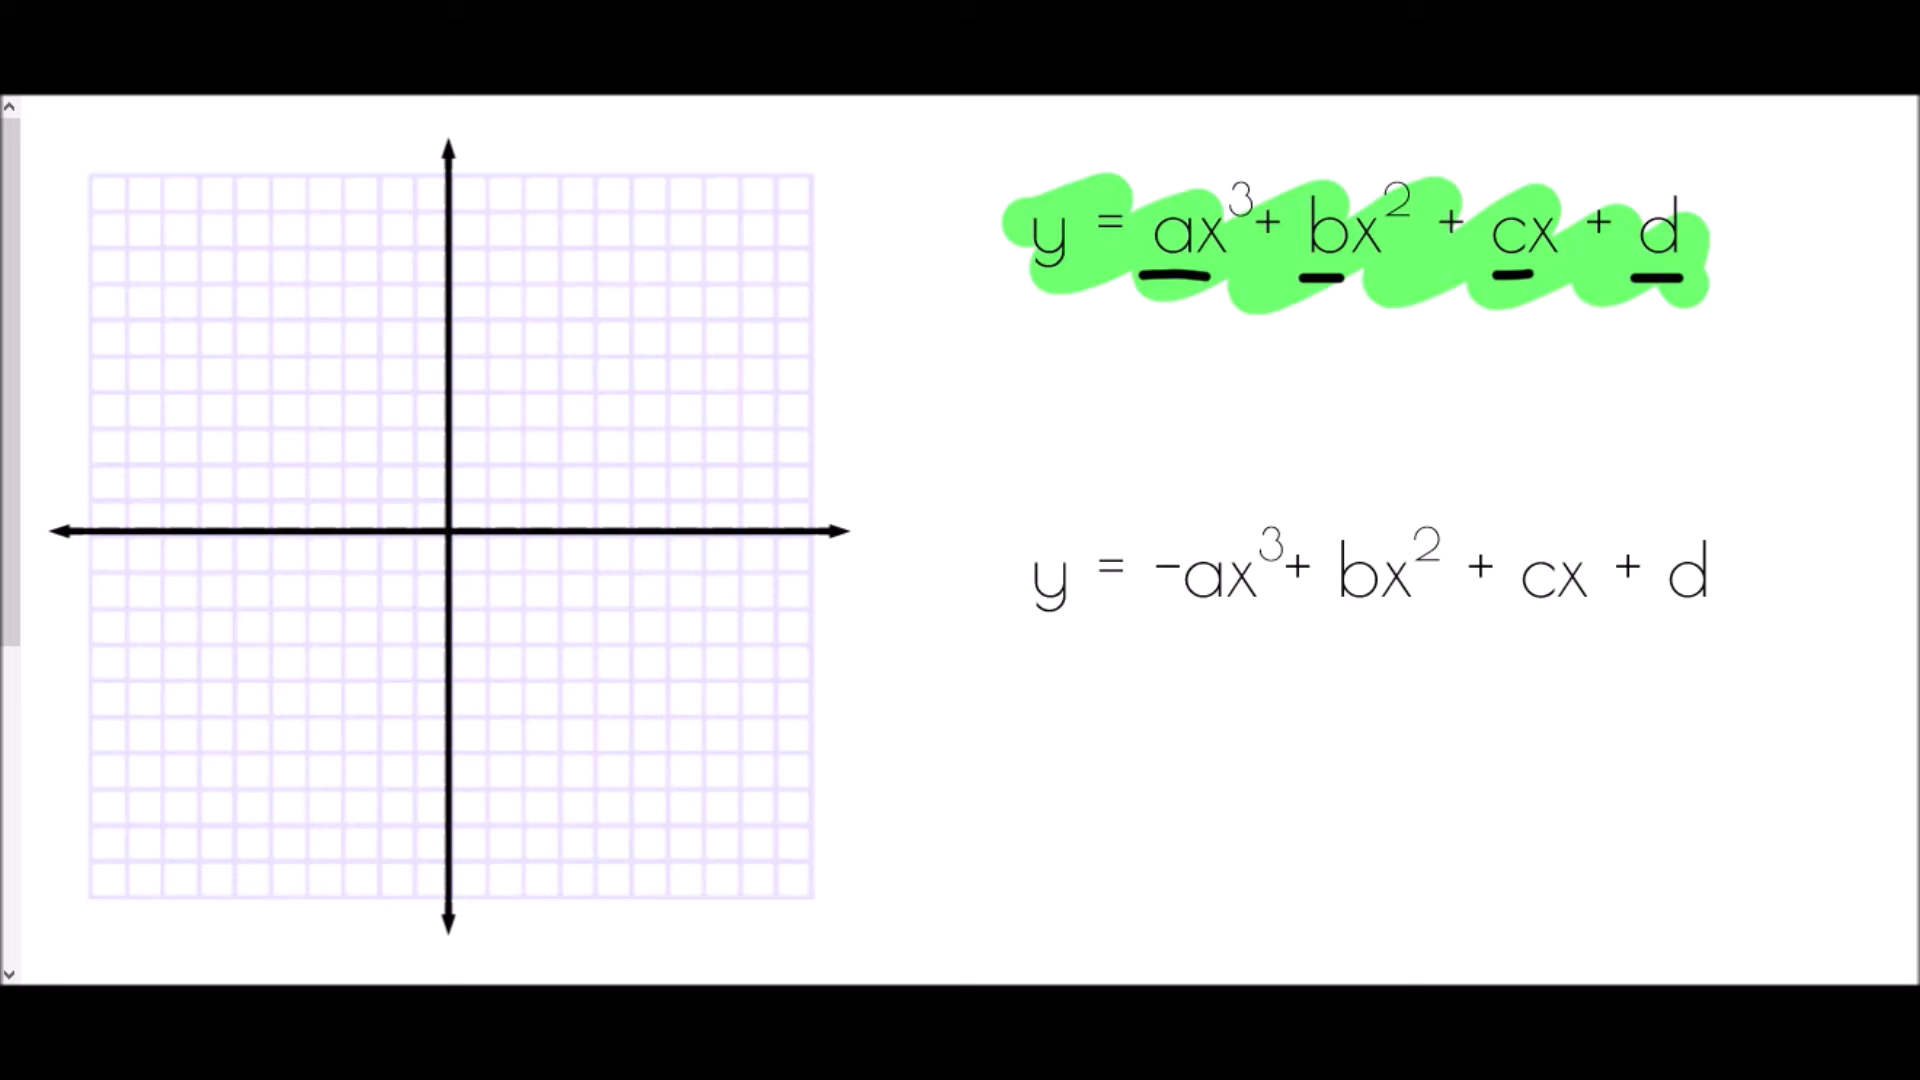 y = ax³+ bx² + cx + d
y = -ax³+ bx² + cx + d